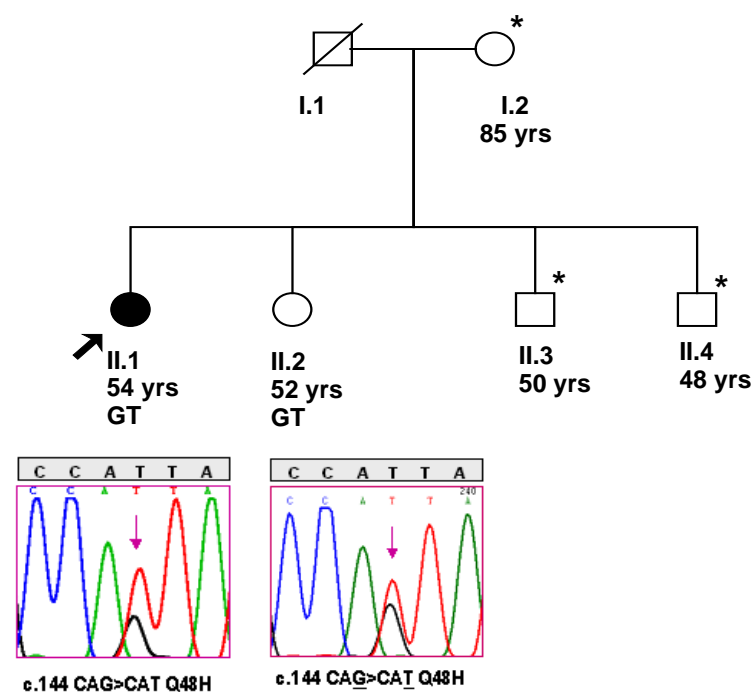 *
I.1
I.2
85 yrs
*
*
II.1
54 yrs
GT
II.2
52 yrs
GT
II.3
50 yrs
II.4
48 yrs
C C A T T A
C C A T T A
c.144 CAG>CAT Q48H
C C A T T A
240
C C A T T A
c.144 CAG>CAT Q48H